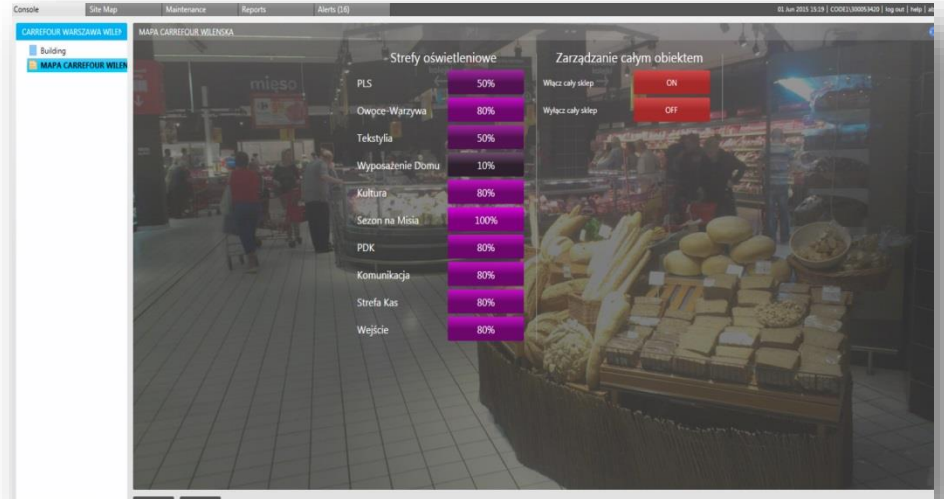 Console Site Map Maintenance Reports Alerts (16) 01 Jun 2015 15:19 | CODE1\300053420 | log out | help |
CARREFOUR WARSZAWA WILEŃ MAPA CARREFOUR WILENSKA
Building
MAPA CARREFOUR WILEN
Strefy oświetleniowe Zarządzanie całym obiektem
PLS 50% Włącz cały sklep ON
Owoce-Warzywa 80% Wyłącz cały sklep OFF
Tekstylia 50%
Wyposażenie Domu 10%
Kultura 80%
Sezon na Misia 100%
PDK 80%
Komunikacja 80%
Strefa Kas 80%
Wejście 80%
mięso